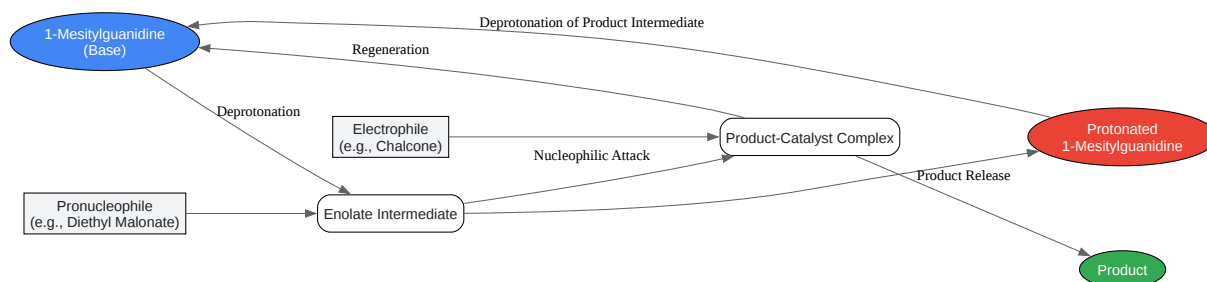 Deprotonation of Product Intermediate
1-Mesitylguanidine
(Base)
Regeneration
Deprotonation
Electrophile
(e.g., Chalcone)
Product-Catalyst Complex
Protonated
1-Mesitylguanidine
Nucleophilic Attack
Product Release
Pronucleophile
(e.g., Diethyl Malonate)
Enolate Intermediate
Product